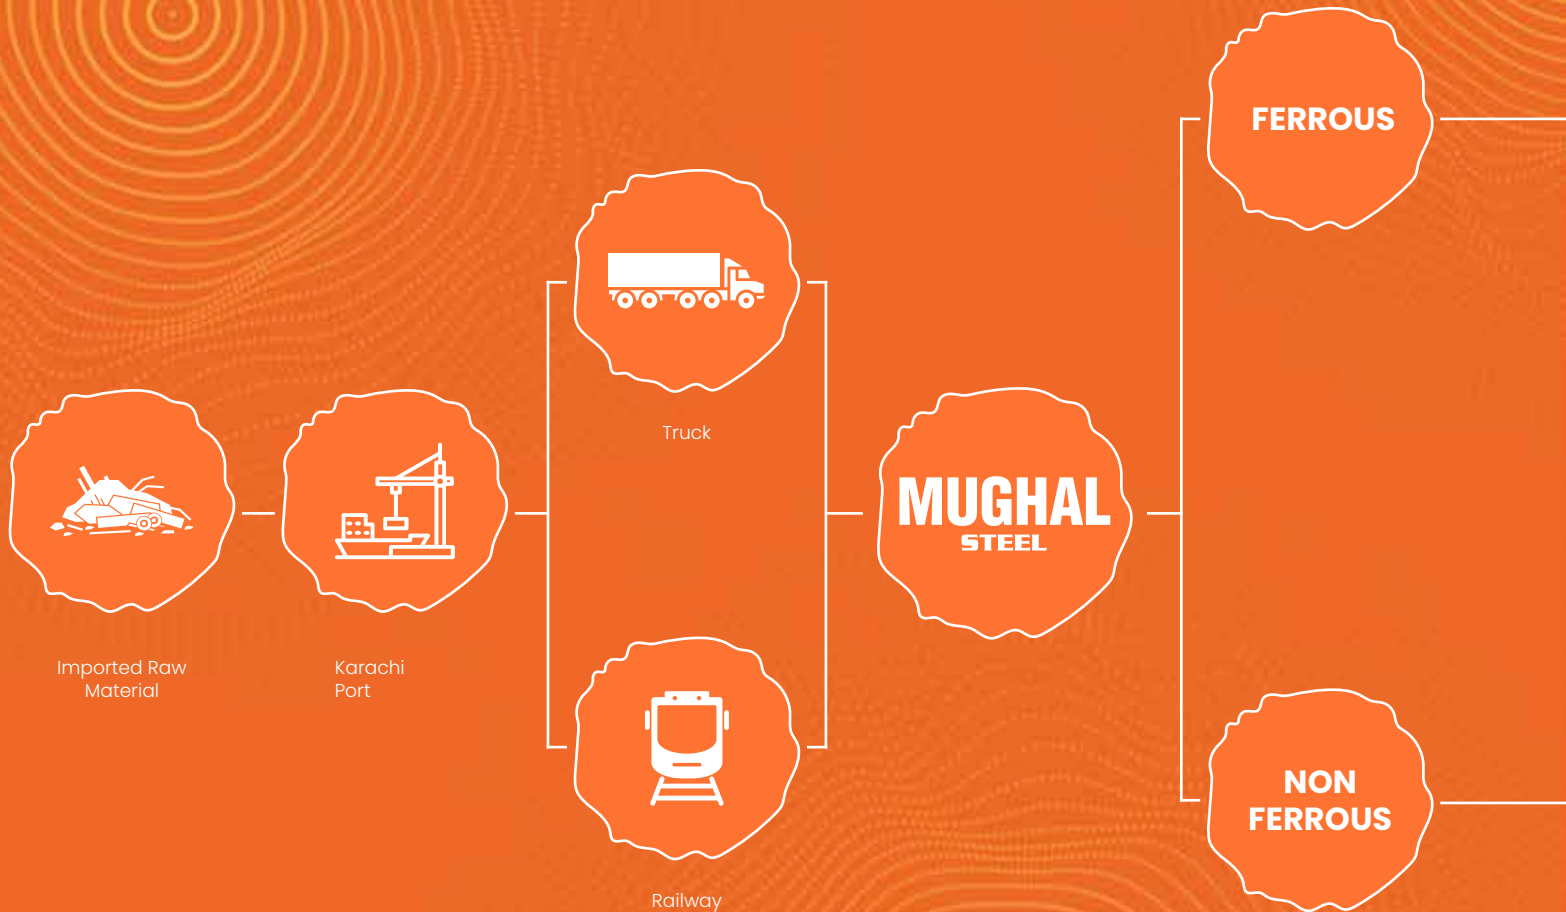 FERROUS
Truck
MUGHAL
STEEL
Imported Raw
Material
Karachi
Port
NON
FERROUS
Railway